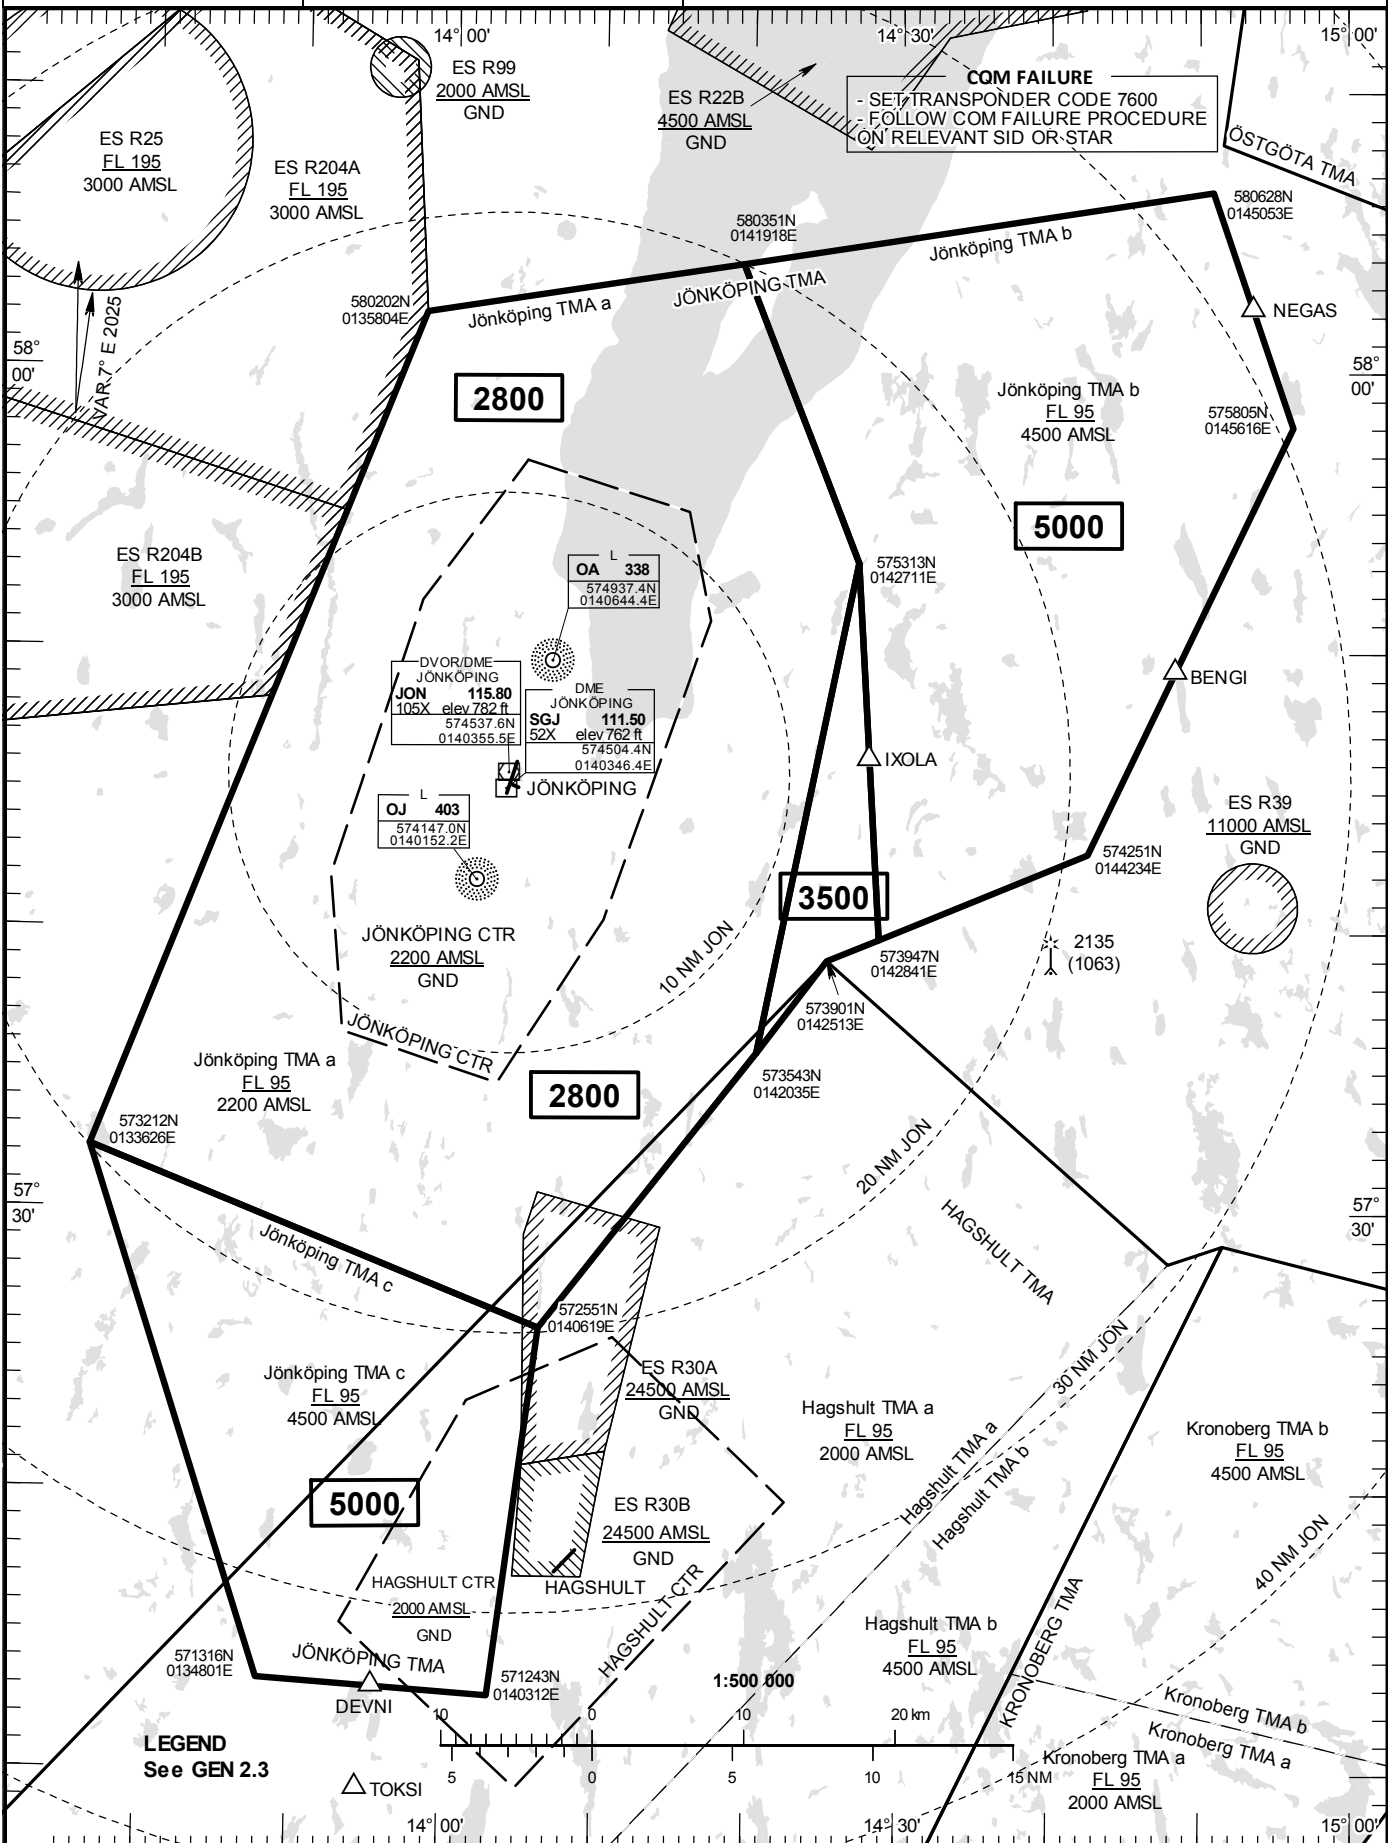 14° 00'
14° 30'
15° 00'
ES R99
2000 AMSL
GND
ES R22B
4500 AMSL
GND
COM FAILURE
- SET TRANSPONDER CODE 7600
- FOLLOW COM FAILURE PROCEDURE
ON RELEVANT SID OR STAR
ÖSTGÖTA TMA
ES R25
FL 195
3000 AMSL
ES R204A
FL 195
3000 AMSL
580628N
0145053E
580351N
0141918E
Jönköping TMA b
JÖNKÖPING TMA
Jönköping TMA a
580202N
0135804E
NEGAS
VAR 7° E 2025
58°
00'
58°
00'
2800
Jönköping TMA b
FL 95
4500 AMSL
575805N
0145616E
5000
ES R204B
FL 195
3000 AMSL
L
OA 338
574937.4N
0140644.4E
575313N
0142711E
DVOR/DME
JÖNKÖPING
JON 115.80
105X elev 782 ft
574537.6N
0140355.5E
DME
JÖNKÖPING
SGJ 111.50
52X elev 762 ft
574504.4N
0140346.4E
BENGI
IXOLA
JÖNKÖPING
L
OJ 403
574147.0N
0140152.2E
ES R39
11000 AMSL
GND
574251N
0144234E
3500
JÖNKÖPING CTR
2200 AMSL
GND
10 NM JON
2135
(1063)
573947N
0142841E
573901N
0142513E
JÖNKÖPING CTR
Jönköping TMA a
FL 95
2200 AMSL
2800
573543N
0142035E
573212N
0133626E
20 NM JON
57°
30'
57°
30'
HAGSHULT TMA
Jönköping TMA c
572551N
0140619E
30 NM JON
Jönköping TMA c
FL 95
4500 AMSL
ES R30A
24500 AMSL
GND
Hagshult TMA a
FL 95
2000 AMSL
Hagshult TMA a
Hagshult TMA b
Kronoberg TMA b
FL 95
4500 AMSL
5000
ES R30B
24500 AMSL
GND
40 NM JON
HAGSHULT CTR
2000 AMSL
GND
HAGSHULT
HAGSHULT CTR
KRONOBERG TMA
Hagshult TMA b
FL 95
4500 AMSL
571316N
0134801E
JÖNKÖPING TMA
571243N
0140312E
DEVNI
1:500 000
10 0 10 20 km
Kronoberg TMA b
Kronoberg TMA a
LEGEND
See GEN 2.3
5 0 5 10 15 NM
Kronoberg TMA a
FL 95
2000 AMSL
TOKSI
14° 00'
14° 30'
15° 00'